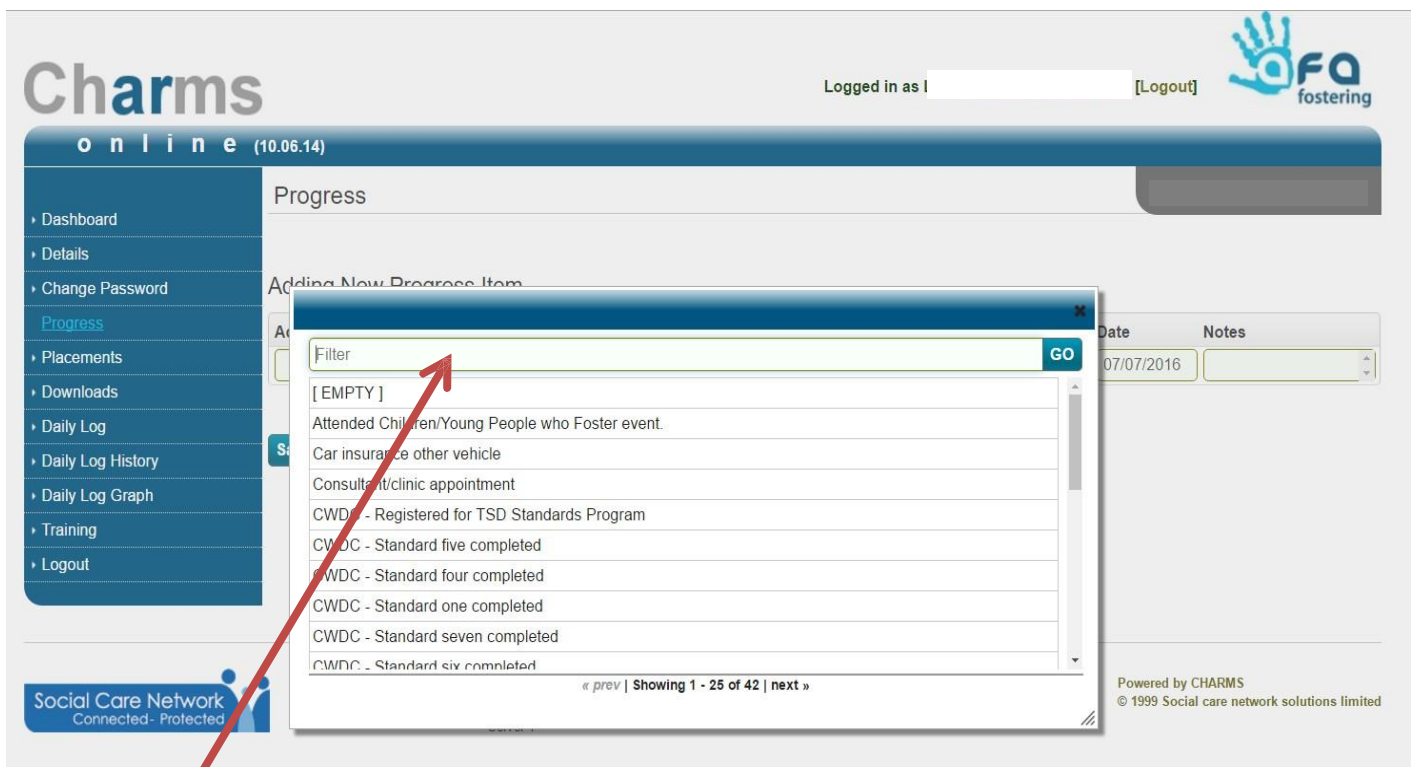 Charms
Logged in as
[Logout]
afa
fostering
online (10.06.14)
Progress
Dashboard
Details
Change Password
Progress
Placements
Downloads
Daily Log
Daily Log History
Daily Log Graph
Training
Logout
Adding New Progress Item
Date
Notes
07/07/2016
Filter
GO
[ EMPTY ]
Attended Children/Young People who Foster event.
Car insurance other vehicle
Consultant/clinic appointment
CWDC - Registered for TSD Standards Program
CWDC - Standard five completed
CWDC - Standard four completed
CWDC - Standard one completed
CWDC - Standard seven completed
CWDC - Standard six completed
« prev | Showing 1 - 25 of 42 | next »
Social Care Network
Connected - Protected
Powered by CHARMS
© 1999 Social care network solutions limited